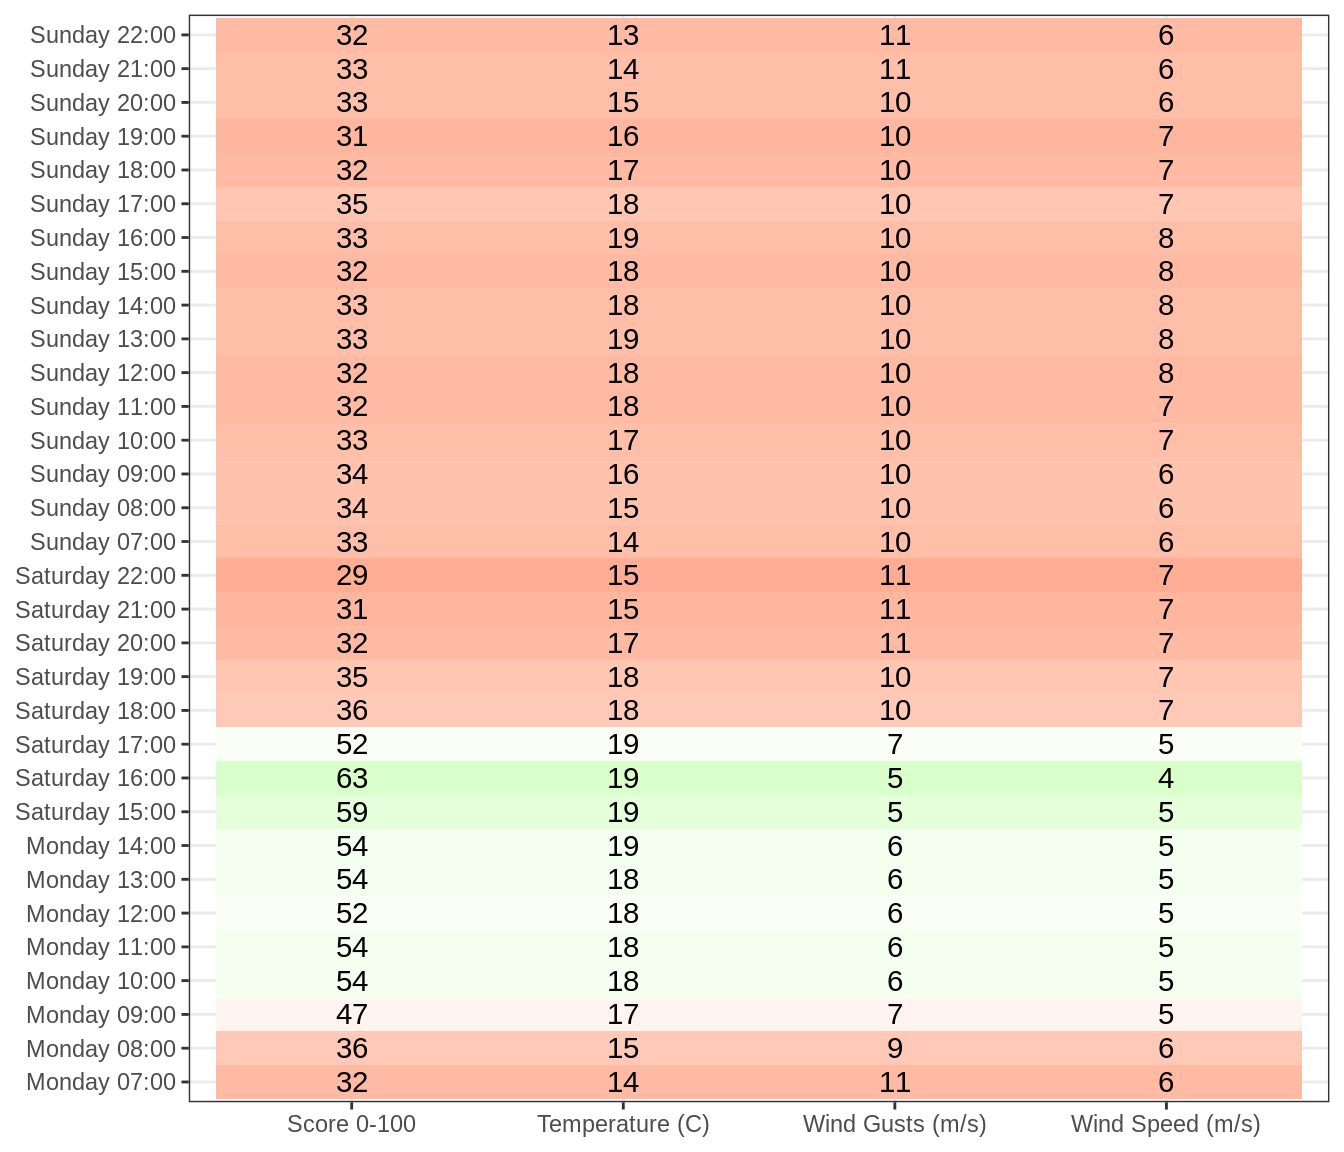 Sunday 22:00 32 13 11 6
Sunday 21:00 33 14 11 6
Sunday 20:00 33 15 10 6
Sunday 19:00 31 16 10 7
Sunday 18:00 32 17 10 7
Sunday 17:00 35 18 10 7
Sunday 16:00 33 19 10 8
Sunday 15:00 32 18 10 8
Sunday 14:00 33 18 10 8
Sunday 13:00 33 19 10 8
Sunday 12:00 32 18 10 8
Sunday 11:00 32 18 10 7
Sunday 10:00 33 17 10 7
Sunday 09:00 34 16 10 6
Sunday 08:00 34 15 10 6
Sunday 07:00 33 14 10 6
Saturday 22:00 29 15 11 7
Saturday 21:00 31 15 11 7
Saturday 20:00 32 17 11 7
Saturday 19:00 35 18 10 7
Saturday 18:00 36 18 10 7
Saturday 17:00 52 19 7 5
Saturday 16:00 63 19 5 4
Saturday 15:00 59 19 5 5
Monday 14:00 54 19 6 5
Monday 13:00 54 18 6 5
Monday 12:00 52 18 6 5
Monday 11:00 54 18 6 5
Monday 10:00 54 18 6 5
Monday 09:00 47 17 7 5
Monday 08:00 36 15 9 6
Monday 07:00 32 14 11 6
Score 0-100 Temperature (C) Wind Gusts (m/s) Wind Speed (m/s)